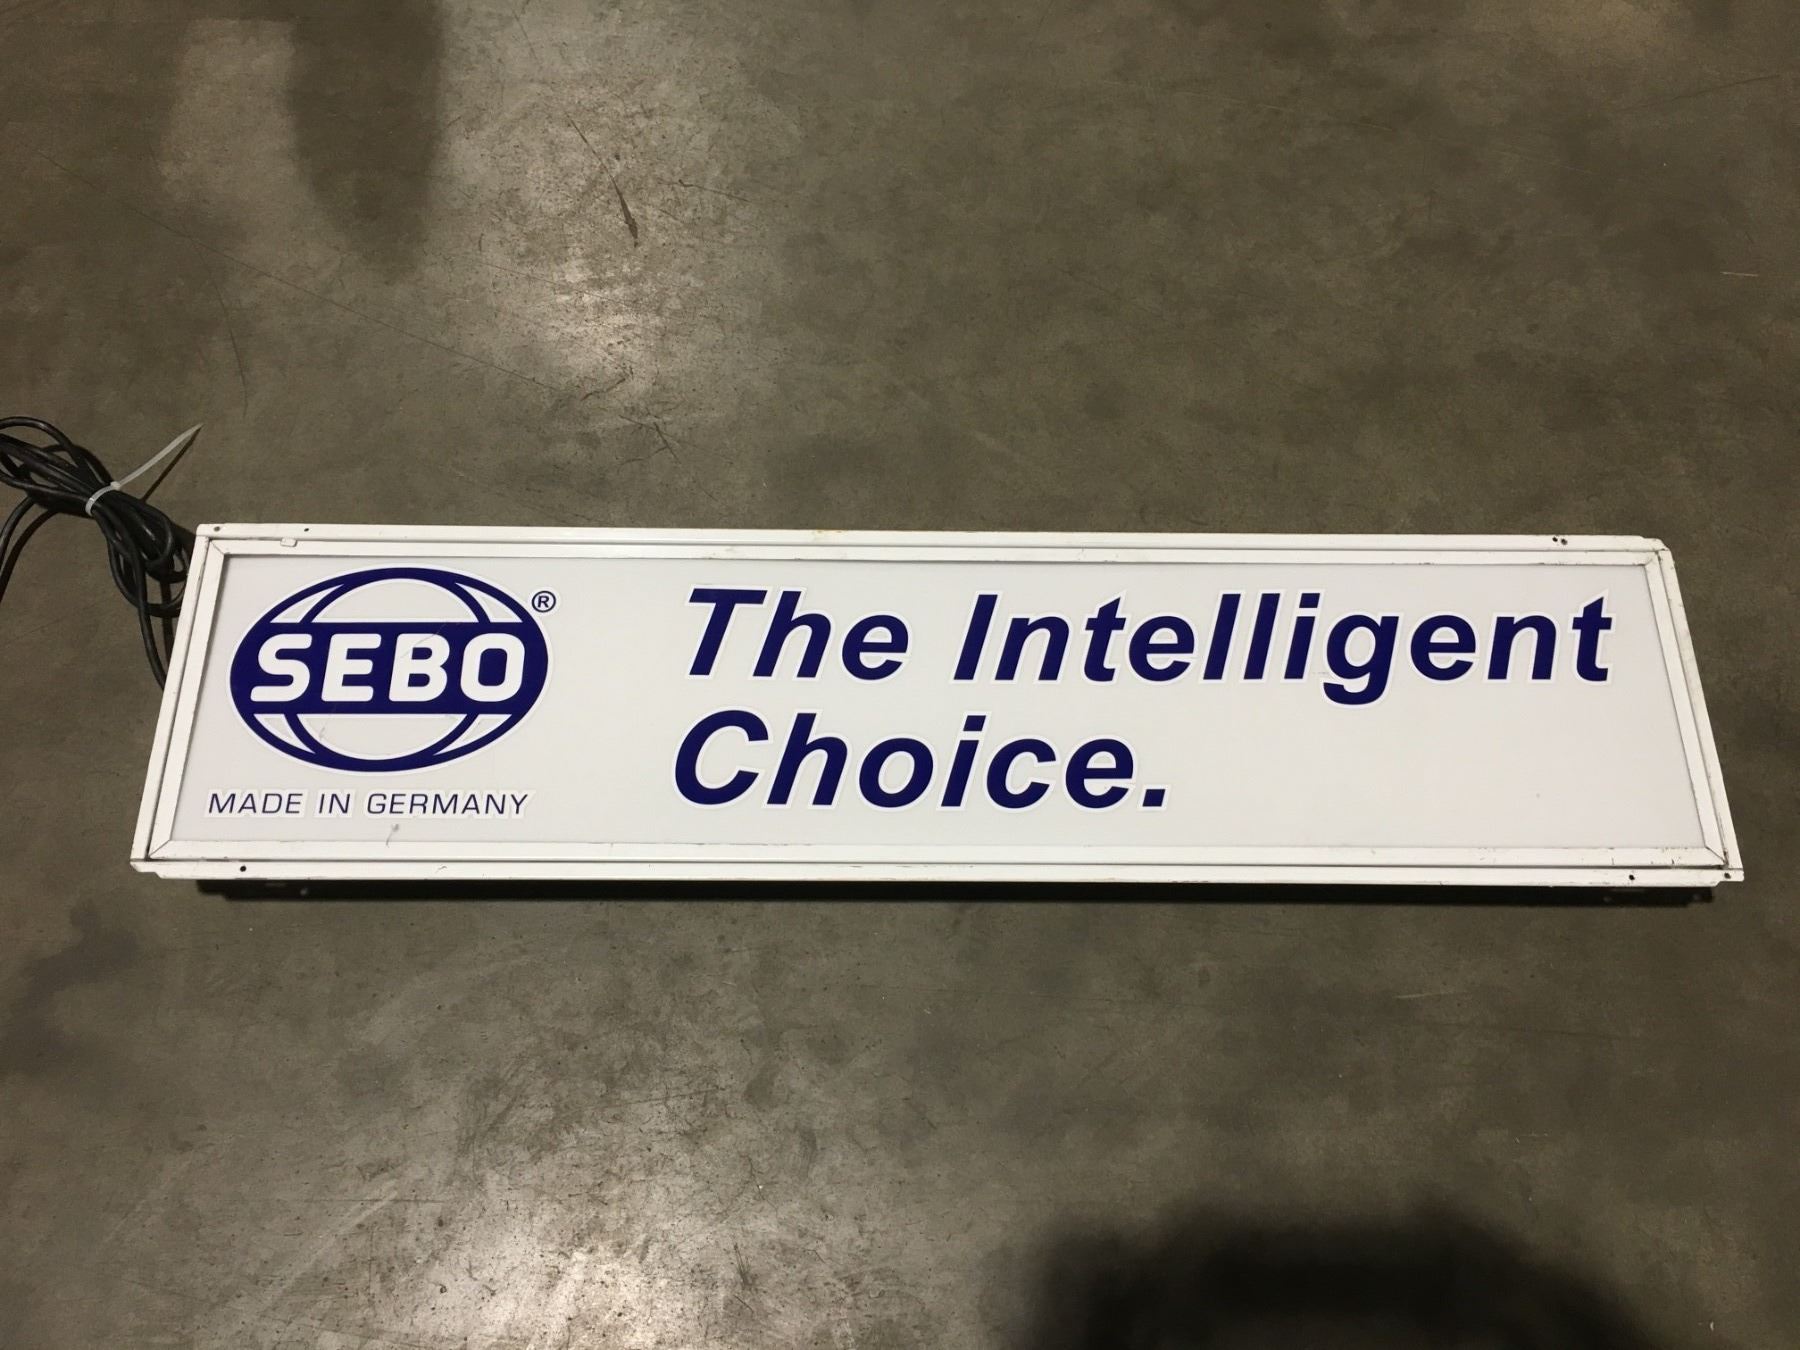 SEBO®
MADE IN GERMANY
The Intelligent
Choice.